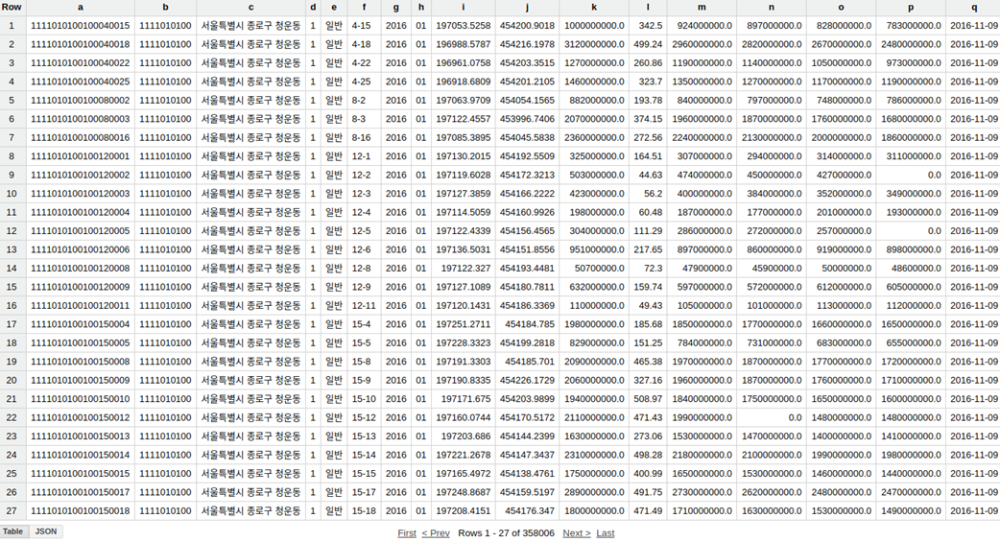 Row a b c d e f g h i j k l m n o p q
1 1111010100100040015 1111010100 서울특별시 종로구 청운동 1 일반 4-15 2016 01 197053.5258 454200.9018 1000000000.0 342.5 924000000.0 897000000.0 828000000.0 783000000.0 2016-11-09
2 1111010100100040018 1111010100 서울특별시 종로구 청운동 1 일반 4-18 2016 01 196988.5787 454216.4193 3120000000.0 499.24 2960000000.0 2820000000.0 2670000000.0 2480000000.0 2016-11-09
3 1111010100100040022 1111010100 서울특별시 종로구 청운동 1 일반 4-22 2016 01 196961.0758 454203.3515 1270000000.0 260.86 1190000000.0 1140000000.0 1050000000.0 973000000.0 2016-11-09
4 1111010100100040025 1111010100 서울특별시 종로구 청운동 1 일반 4-25 2016 01 196918.6809 454201.2105 1460000000.0 323.7 1350000000.0 1270000000.0 1170000000.0 1190000000.0 2016-11-09
5 1111010100100080002 1111010100 서울특별시 종로구 청운동 1 일반 8-2 2016 01 197063.9709 454054.1565 882000000.0 193.78 840000000.0 797000000.0 748000000.0 786000000.0 2016-11-09
6 1111010100100080003 1111010100 서울특별시 종로구 청운동 1 일반 8-3 2016 01 197122.4557 453996.7406 2070000000.0 374.15 1960000000.0 1870000000.0 1760000000.0 1680000000.0 2016-11-09
7 1111010100100080016 1111010100 서울특별시 종로구 청운동 1 일반 8-16 2016 01 197085.3895 454045.5838 2360000000.0 272.56 2240000000.0 2130000000.0 2000000000.0 1860000000.0 2016-11-09
8 1111010100100120001 1111010100 서울특별시 종로구 청운동 1 일반 12-1 2016 01 197130.2015 454192.5509 325000000.0 164.51 307000000.0 294000000.0 314000000.0 311000000.0 2016-11-09
9 1111010100100120002 1111010100 서울특별시 종로구 청운동 1 일반 12-2 2016 01 197119.6028 454172.3213 503000000.0 44.63 474000000.0 450000000.0 427000000.0 0.0 2016-11-09
10 1111010100100120003 1111010100 서울특별시 종로구 청운동 1 일반 12-3 2016 01 197127.3859 454166.2222 423000000.0 56.2 400000000.0 384000000.0 352000000.0 349000000.0 2016-11-09
11 1111010100100120004 1111010100 서울특별시 종로구 청운동 1 일반 12-4 2016 01 197114.5059 454160.9926 198000000.0 60.48 187000000.0 177000000.0 201000000.0 193000000.0 2016-11-09
12 1111010100100120005 1111010100 서울특별시 종로구 청운동 1 일반 12-5 2016 01 197122.4339 454156.4565 304000000.0 111.29 286000000.0 272000000.0 257000000.0 0.0 2016-11-09
13 1111010100100120006 1111010100 서울특별시 종로구 청운동 1 일반 12-6 2016 01 197136.5031 454151.8556 951000000.0 217.65 897000000.0 860000000.0 919000000.0 898000000.0 2016-11-09
14 1111010100100120008 1111010100 서울특별시 종로구 청운동 1 일반 12-8 2016 01 197122.327 454193.4481 50700000.0 72.3 47900000.0 45900000.0 50000000.0 48600000.0 2016-11-09
15 1111010100100120009 1111010100 서울특별시 종로구 청운동 1 일반 12-9 2016 01 197127.1089 454180.7811 632000000.0 159.74 597000000.0 572000000.0 612000000.0 605000000.0 2016-11-09
16 1111010100100120011 1111010100 서울특별시 종로구 청운동 1 일반 12-11 2016 01 197120.1431 454186.3369 110000000.0 49.43 105000000.0 101000000.0 113000000.0 112000000.0 2016-11-09
17 1111010100100150004 1111010100 서울특별시 종로구 청운동 1 일반 15-4 2016 01 197251.2711 454184.785 1980000000.0 185.68 1850000000.0 1770000000.0 1660000000.0 1650000000.0 2016-11-09
18 1111010100100150005 1111010100 서울특별시 종로구 청운동 1 일반 15-5 2016 01 197228.3323 454199.2818 829000000.0 151.25 784000000.0 731000000.0 683000000.0 655000000.0 2016-11-09
19 1111010100100150008 1111010100 서울특별시 종로구 청운동 1 일반 15-8 2016 01 197191.3303 454185.701 2090000000.0 465.38 1970000000.0 1870000000.0 1770000000.0 1720000000.0 2016-11-09
20 1111010100100150009 1111010100 서울특별시 종로구 청운동 1 일반 15-9 2016 01 197190.8335 454226.1729 2060000000.0 327.16 1960000000.0 1870000000.0 1760000000.0 1710000000.0 2016-11-09
21 1111010100100150010 1111010100 서울특별시 종로구 청운동 1 일반 15-10 2016 01 197171.675 454203.9899 1940000000.0 508.97 1840000000.0 1750000000.0 1650000000.0 1600000000.0 2016-11-09
22 1111010100100150012 1111010100 서울특별시 종로구 청운동 1 일반 15-12 2016 01 197160.0744 454170.5172 2110000000.0 471.43 1990000000.0 0.0 1480000000.0 1480000000.0 2016-11-09
23 1111010100100150013 1111010100 서울특별시 종로구 청운동 1 일반 15-13 2016 01 197203.686 454144.2399 1630000000.0 273.06 1530000000.0 1470000000.0 1400000000.0 1410000000.0 2016-11-09
24 1111010100100150014 1111010100 서울특별시 종로구 청운동 1 일반 15-14 2016 01 197221.2678 454147.3437 2310000000.0 498.28 2180000000.0 2100000000.0 1990000000.0 1980000000.0 2016-11-09
25 1111010100100150015 1111010100 서울특별시 종로구 청운동 1 일반 15-15 2016 01 197165.4972 454138.4761 1750000000.0 400.99 1650000000.0 1530000000.0 1460000000.0 1440000000.0 2016-11-09
26 1111010100100150017 1111010100 서울특별시 종로구 청운동 1 일반 15-17 2016 01 197248.8687 454159.5197 2890000000.0 491.75 2730000000.0 2620000000.0 2480000000.0 2470000000.0 2016-11-09
27 1111010100100150018 1111010100 서울특별시 종로구 청운동 1 일반 15-18 2016 01 197208.4151 454176.347 1800000000.0 471.49 1710000000.0 1630000000.0 1530000000.0 1490000000.0 2016-11-09
Table JSON First < Prev Rows 1 - 27 of 358006 Next > Last